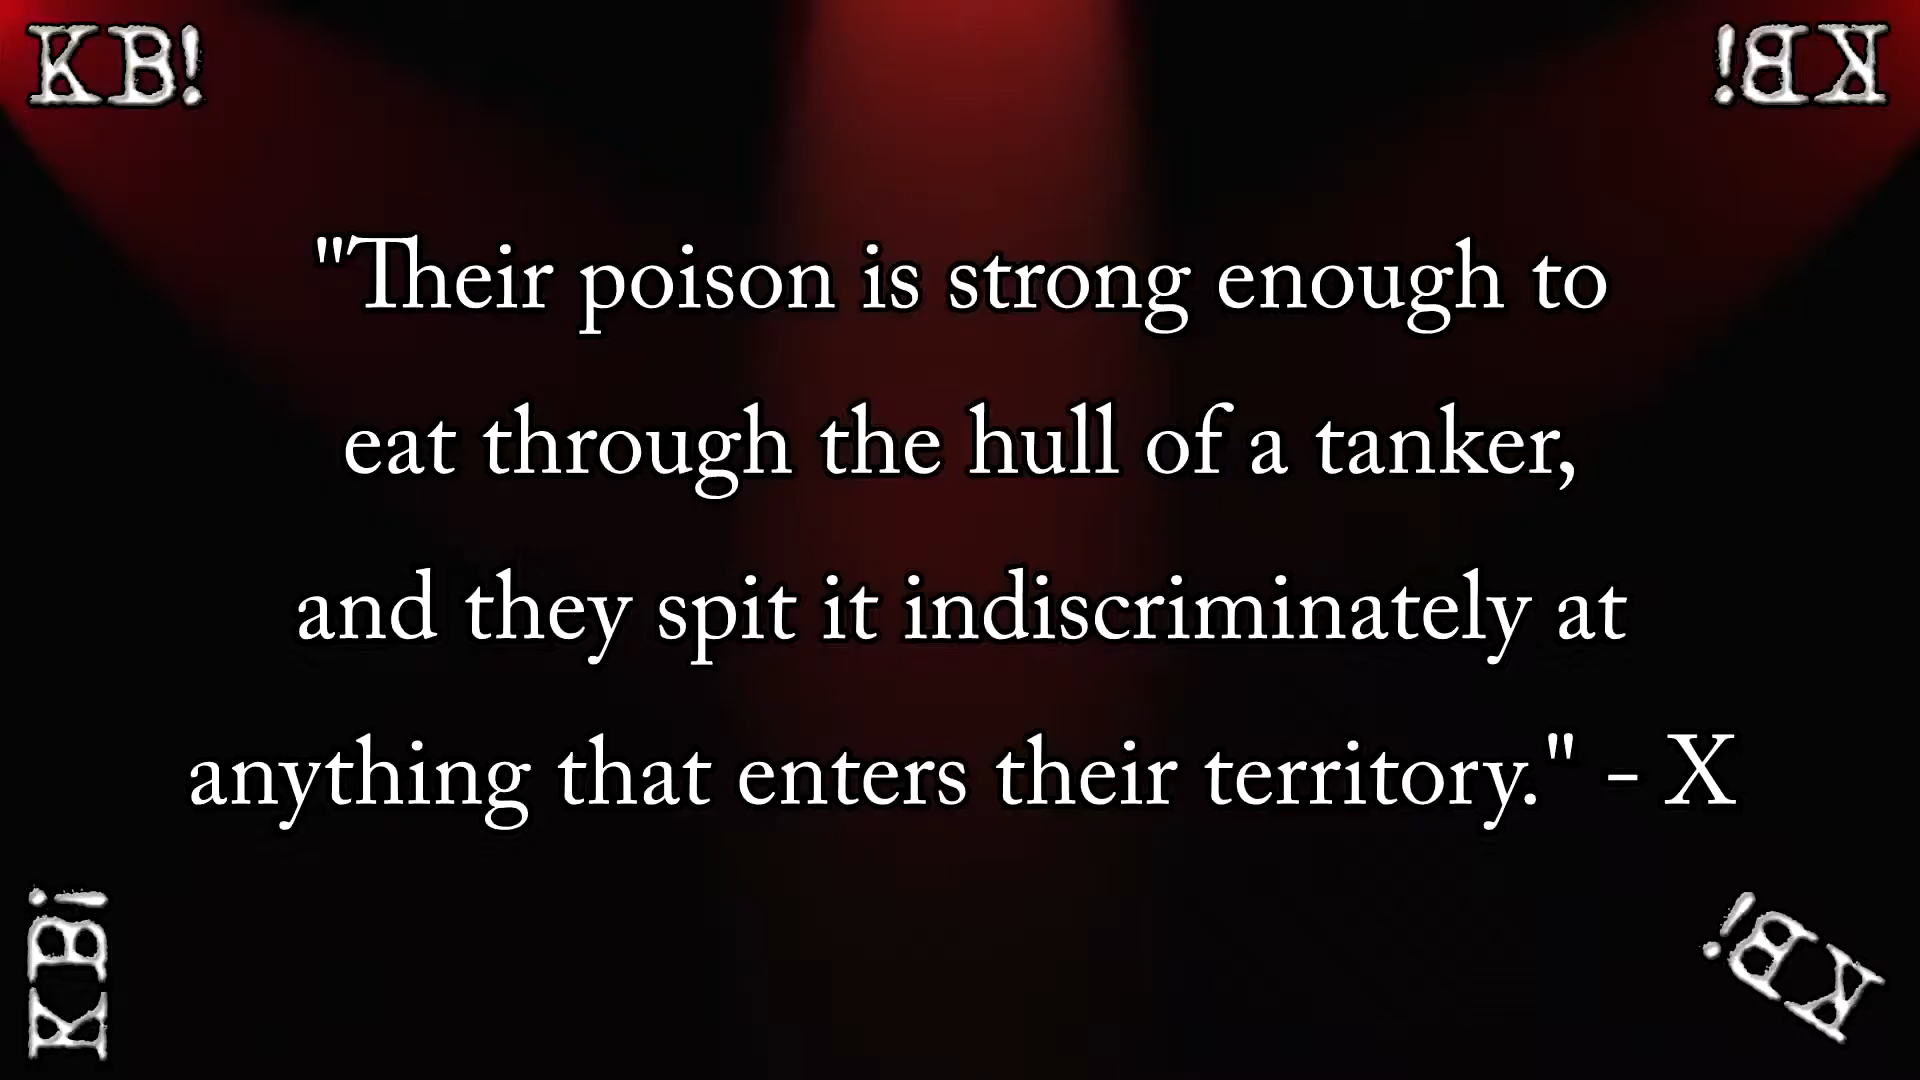 KB!
KB!
"Their poison is strong enough to
eat through the hull of a tanker,
and they spit it indiscriminately at
anything that enters their territory." - X
KB!
KB!